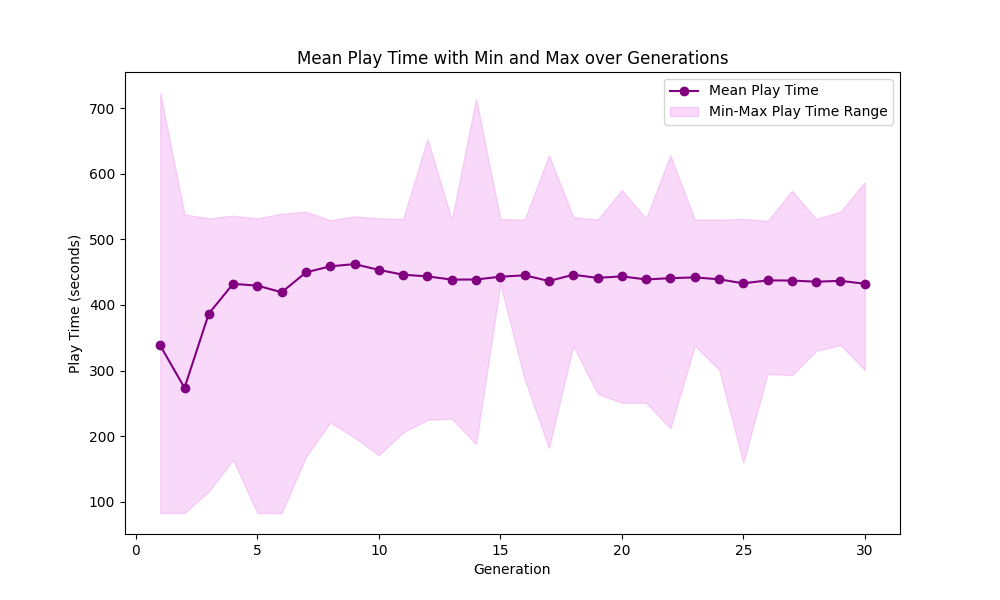 Mean Play Time with Min and Max over Generations
Mean Play Time
Min-Max Play Time Range
Play Time (seconds)
700
600
500
400
300
200
100
0
5
10
15
20
25
30
Generation